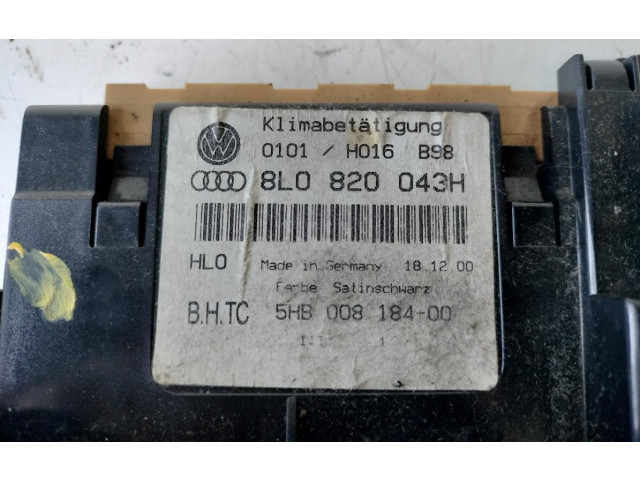 Klimabetätigung
0101 / H016 B98
8L0 820 043H
HLO Made in Germany 18.12.00
Farbe Satinschwarz
B.H.TC 5HB 008 184-00
1